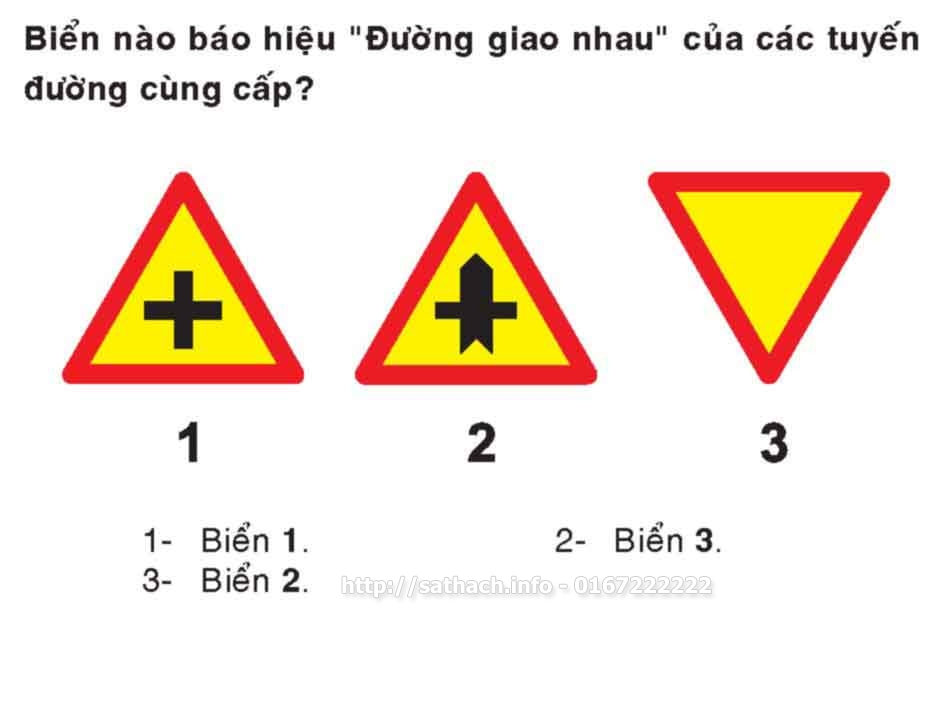 Biển nào báo hiệu "Đường giao nhau" của các tuyến
đường cùng cấp?
1 2 3
1- Biển 1. 2- Biển 3.
3- Biển 2. http://sathach.info - 0167222222